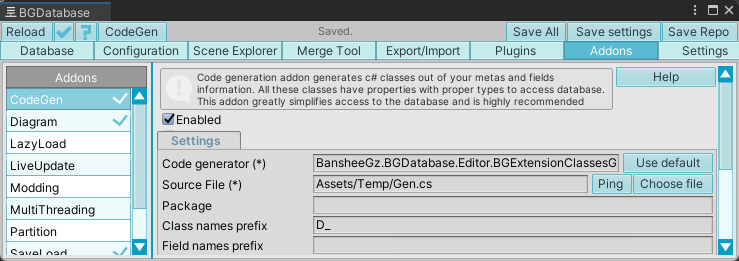 BGDatabase
Reload CodeGen Saved. Save All Save settings Save Repo
Database Configuration Scene Explorer Merge Tool Export/Import Plugins Addons Settings
Addons
CodeGen
Diagram
LazyLoad
LiveUpdate
Modding
MultiThreading
Partition
SaveLoad
Code generation addon generates c# classes out of your metas and fields
information. All these classes have properties with proper types to access database.
This addon greatly simplifies access to the database and is highly recommended
Help
Enabled
Settings
Code generator (*) BansheeGz.BGDatabase.Editor.BGExtensionClassesG Use default
Source File (*) Assets/Temp/Gen.cs Ping Choose file
Package
Class names prefix D_
Field names prefix